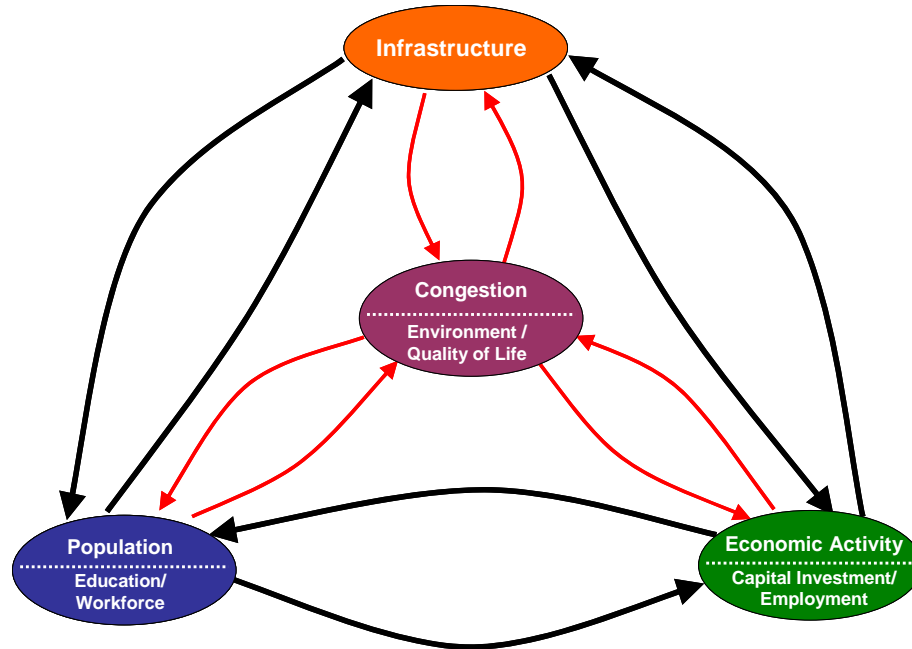 Infrastructure
Congestion
Environment /
Quality of Life
Population
Education/
Workforce
Economic Activity
Capital Investment/
Employment